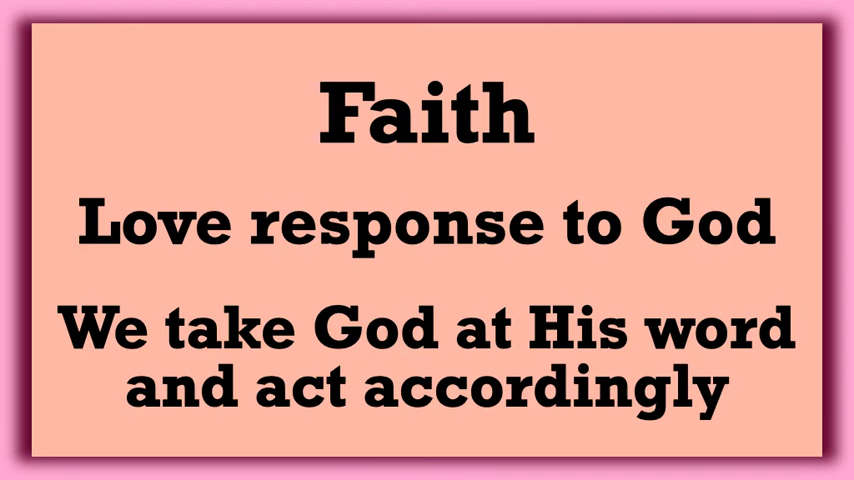 Faith
Love response to God
We take God at His word
and act accordingly